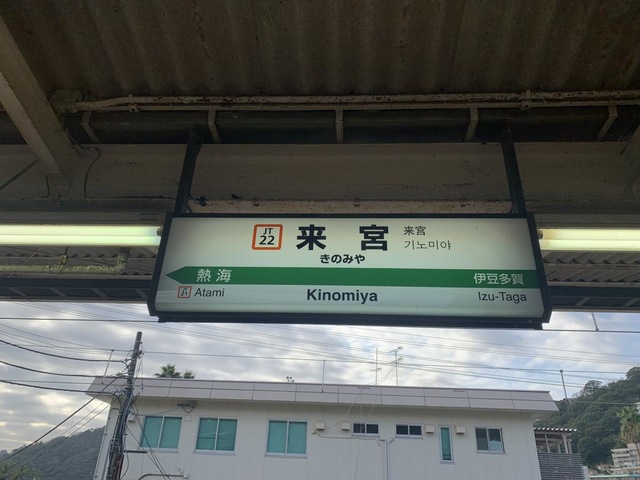 JT
22
来宮
きのみや
来宮
기노미야
熱海
伊豆多賀
JT
21
Atami
Kinomiya
Izu-Taga